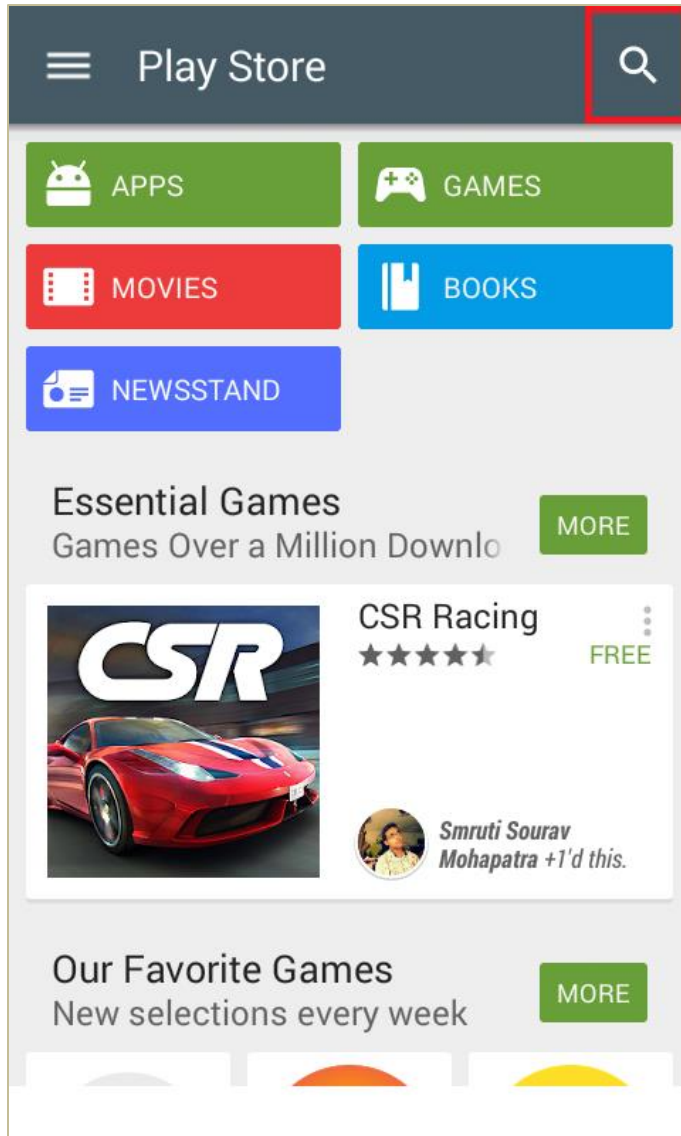 Play Store
APPS
GAMES
MOVIES
BOOKS
NEWSSTAND
Essential Games
Games Over a Million Downlo
MORE
CSR
CSR Racing
FREE
Smruti Sourav
Mohapatra +1'd this.
Our Favorite Games
New selections every week
MORE